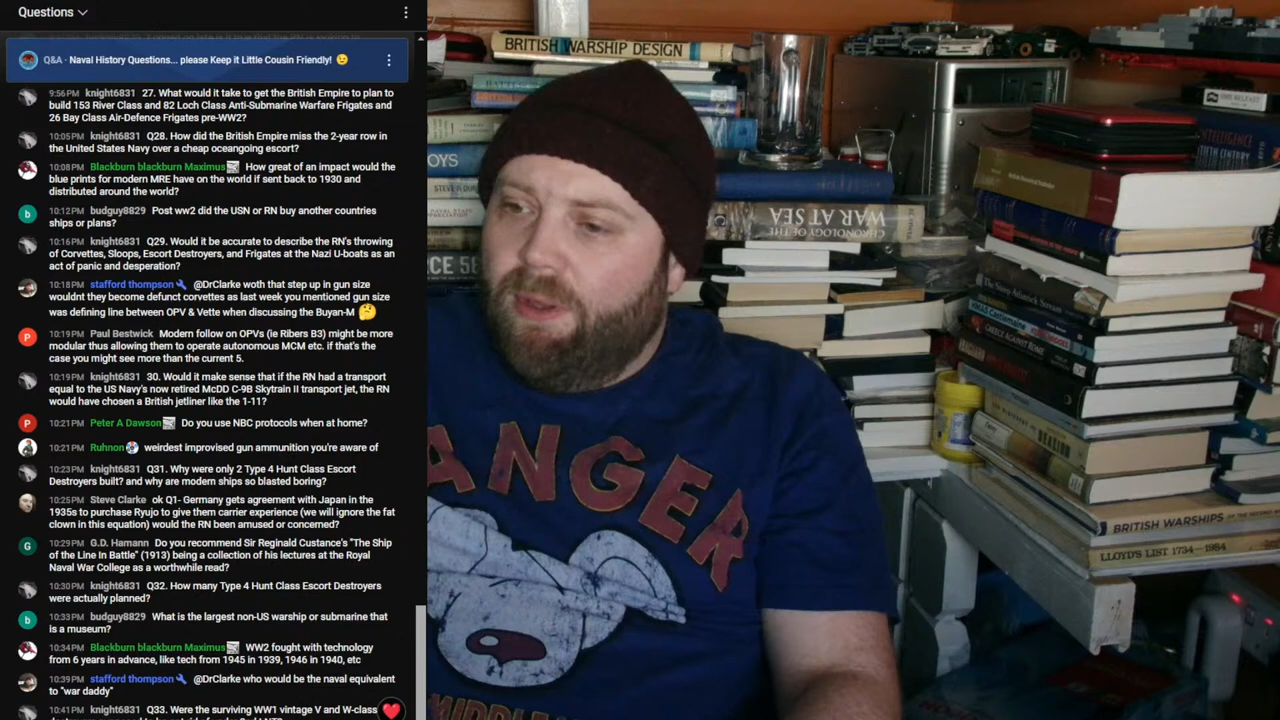 Questions
Q&A · Naval History Questions... please Keep it Little Cousin Friendly! 😉
9:56PM knight6831 27. What would it take to get the British Empire to plan to
build 153 River Class and 82 Loch Class Anti-Submarine Warfare Frigates and
26 Bay Class Air-Defence Frigates pre-WW2?
10:05PM knight6831 Q28. How did the British Empire miss the 2-year row in
the United States Navy over a cheap oceangoing escort?
10:08PM Blackburn blackburn Maximus How great of an impact would the
blue prints for modern MRE have on the world if sent back to 1930 and
distributed around the world?
10:12PM budguy8829 Post ww2 did the USN or RN buy another countries
ships or plans?
10:16PM knight6831 Q29. Would it be accurate to describe the RN's throwing
of Corvettes, Sloops, Escort Destroyers, and Frigates at the Nazi U-boats as an
act of panic and desperation?
10:18PM stafford thompson @DrClarke woth that step up in gun size
wouldnt they become defunct corvettes as last week you mentioned gun size
was defining line between OPV & Vette when discussing the Buyan-M 🤔
10:19PM Paul Bestwick Modern follow on OPVs (ie Ribers B3) might be more
modular thus allowing them to operate autonomous MCM etc. if that's the
case you might see more than the current 5.
10:19PM knight6831 30. Would it make sense that if the RN had a transport
equal to the US Navy's now retired McDD C-9B Skytrain II transport jet, the RN
would have chosen a British jetliner like the 1-11?
10:21PM Peter A Dawson Do you use NBC protocols when at home?
10:21PM Ruhnon weirdest improvised gun ammunition you're aware of
10:23PM knight6831 Q31. Why were only 2 Type 4 Hunt Class Escort
Destroyers built? and why are modern ships so blasted boring?
10:25PM Steve Clarke ok Q1- Germany gets agreement with Japan in the
1935s to purchase Ryujo to give them carrier experience (we will ignore the fat
clown in this equation) would the RN been amused or concerned?
10:29PM G.D. Hamann Do you recommend Sir Reginald Custance's "The Ship
of the Line In Battle" (1913) being a collection of his lectures at the Royal
Naval War College as a worthwhile read?
10:30PM knight6831 Q32. How many Type 4 Hunt Class Escort Destroyers
were actually planned?
10:33PM budguy8829 What is the largest non-US warship or submarine that
is a museum?
10:34PM Blackburn blackburn Maximus WW2 fought with technology
from 6 years in advance, like tech from 1945 in 1939, 1946 in 1940, etc
10:39PM stafford thompson @DrClarke who would be the naval equivalent
to "war daddy"
10:41PM knight6831 Q33. Were the surviving WW1 vintage V and W-class
BRITISH WARSHIP DESIGN
CHRONOLOGY OF THE
WAR AT SEA
GREECE AGAINST ROME
BRITISH WARSHIPS
LLOYD'S LIST 1734–1984
ANGER
MIDDLE